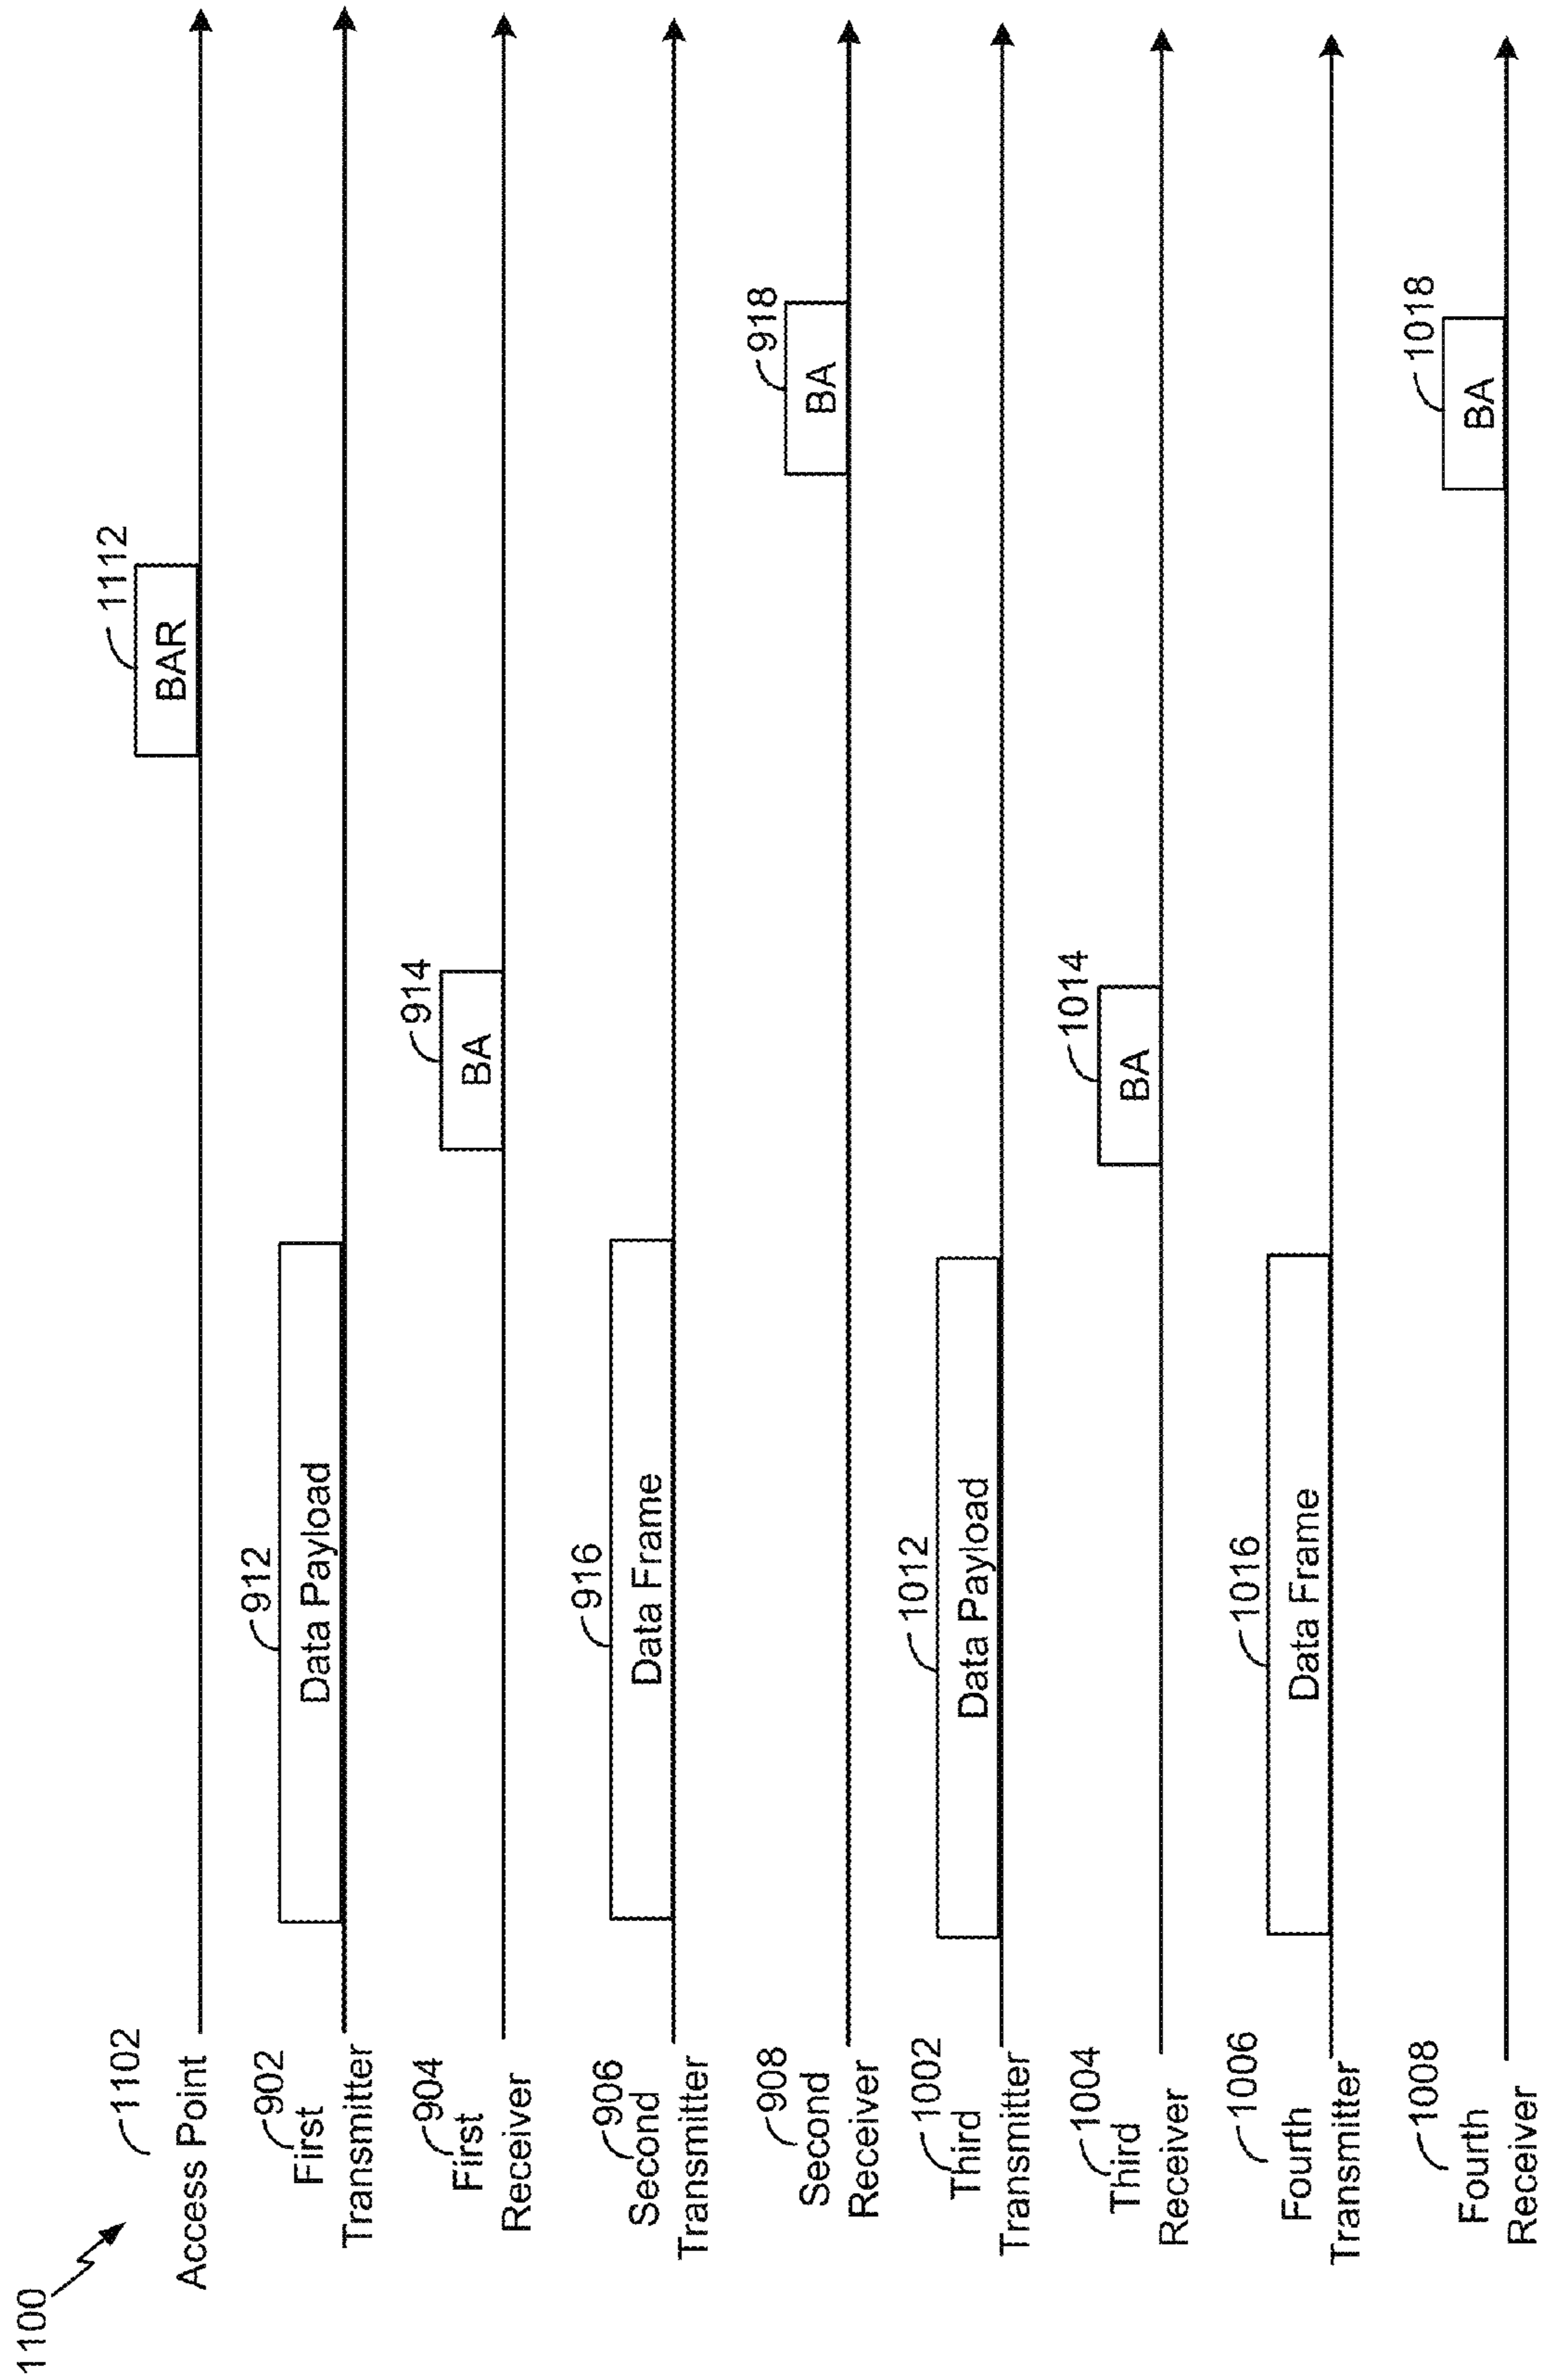 1100
1102
Access Point
BAR
1112
902
First
Transmitter
912
Data Payload
904
First
Receiver
BA
914
906
Second
Transmitter
916
Data Frame
908
Second
Receiver
BA
918
1002
Third
Transmitter
1012
Data Payload
1004
Third
Receiver
BA
1014
1006
Fourth
Transmitter
1016
Data Frame
1008
Fourth
Receiver
BA
1018